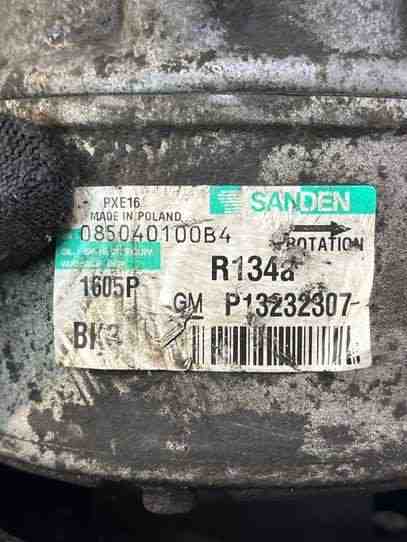 PXE16
MADE IN POLAND
SANDEN
085040100B4
ROTATION
R134a
1605P
GM P13232307